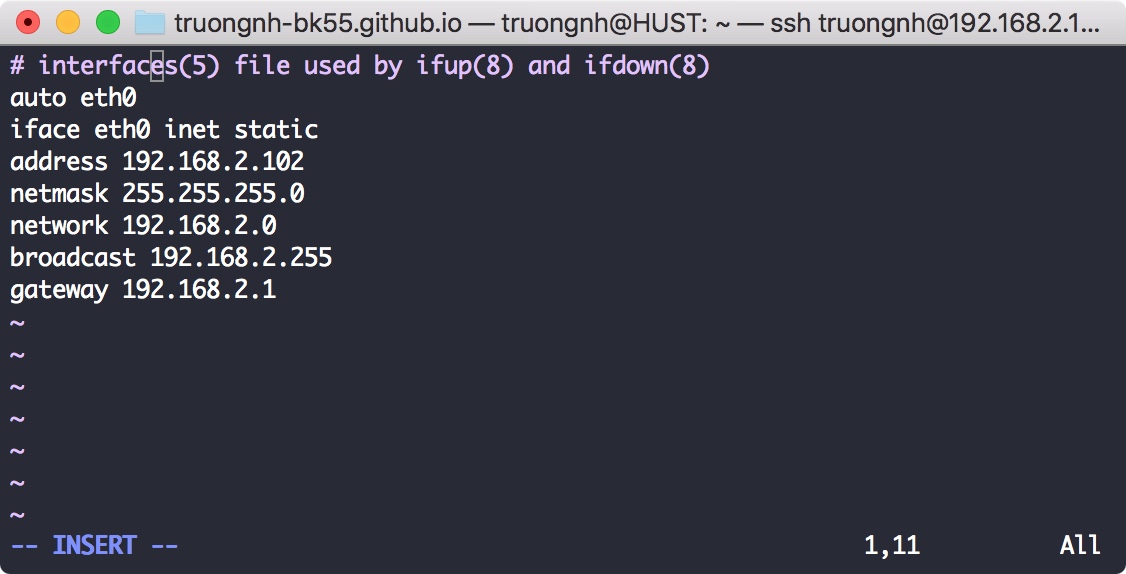 truongnh-bk55.github.io — truongnh@HUST: ~ — ssh truongnh@192.168.2.1...
# interfaces(5) file used by ifup(8) and ifdown(8)
auto eth0
iface eth0 inet static
address 192.168.2.102
netmask 255.255.255.0
network 192.168.2.0
broadcast 192.168.2.255
gateway 192.168.2.1
~
~
~
~
~
~
~
-- INSERT -- 1,11 All